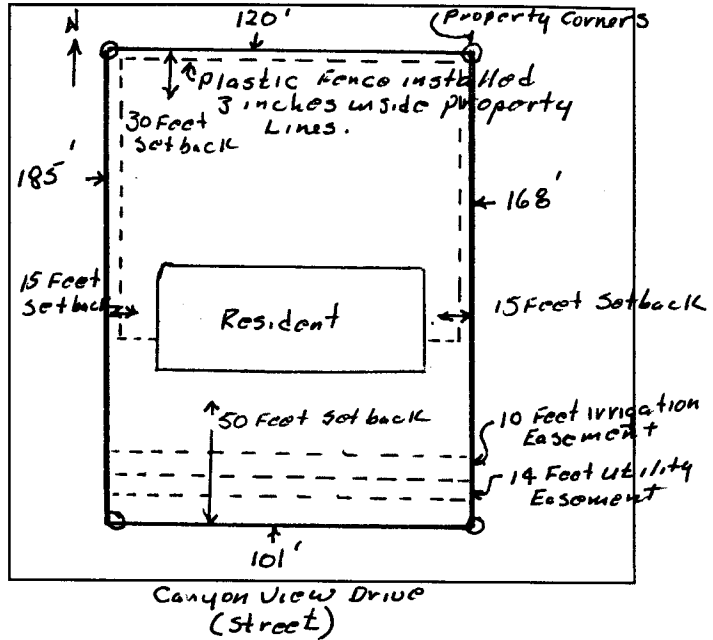 N
120'
Property Corners
Plastic Fence installed
3 inches inside property
Lines.
30 Feet
Setback
185'
168'
15 Feet
Setback
Resident
15 Feet Setback
50 Feet Setback
10 Feet irrigation
Easement
14 Feet Utility
Easement
101'
Canyon View Drive
(Street)